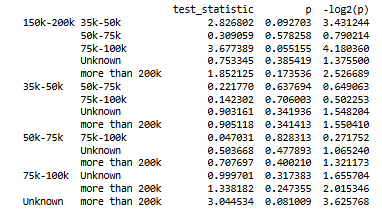 test_statistic p -log2(p)
150k-200k 35k-50k 2.826802 0.092703 3.431244
50k-75k 0.309059 0.578258 0.790214
75k-100k 3.677389 0.055155 4.180360
Unknown 0.753345 0.385419 1.375500
more than 200k 1.852125 0.173536 2.526689
35k-50k 50k-75k 0.221770 0.637694 0.649063
75k-100k 0.142302 0.706003 0.502253
Unknown 0.903161 0.341936 1.548204
more than 200k 0.905118 0.341413 1.550410
50k-75k 75k-100k 0.047031 0.828313 0.271752
Unknown 0.503668 0.477893 1.065240
more than 200k 0.707697 0.400210 1.321173
75k-100k Unknown 0.999701 0.317383 1.655704
more than 200k 1.338182 0.247355 2.015346
Unknown more than 200k 3.044534 0.081009 3.625768